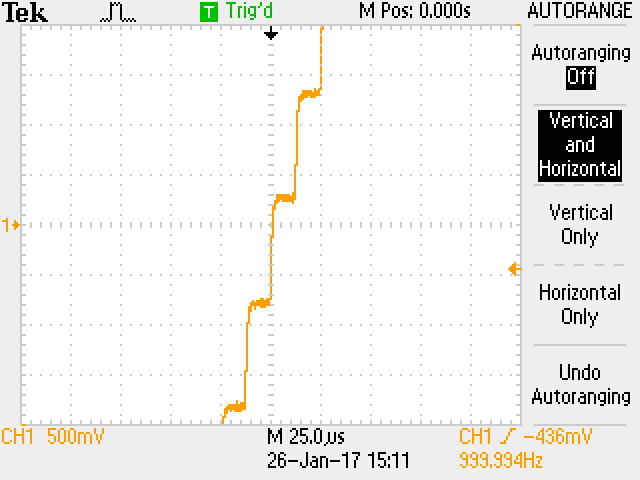 Tek T Trig'd M Pos: 0.000s AUTORANGE
Autoranging
Off
Vertical
and
Horizontal
Vertical
Only
Horizontal
Only
Undo
Autoranging
1
CH1 500mV M 25.0µs CH1 -436mV
26-Jan-17 15:11 999.994Hz